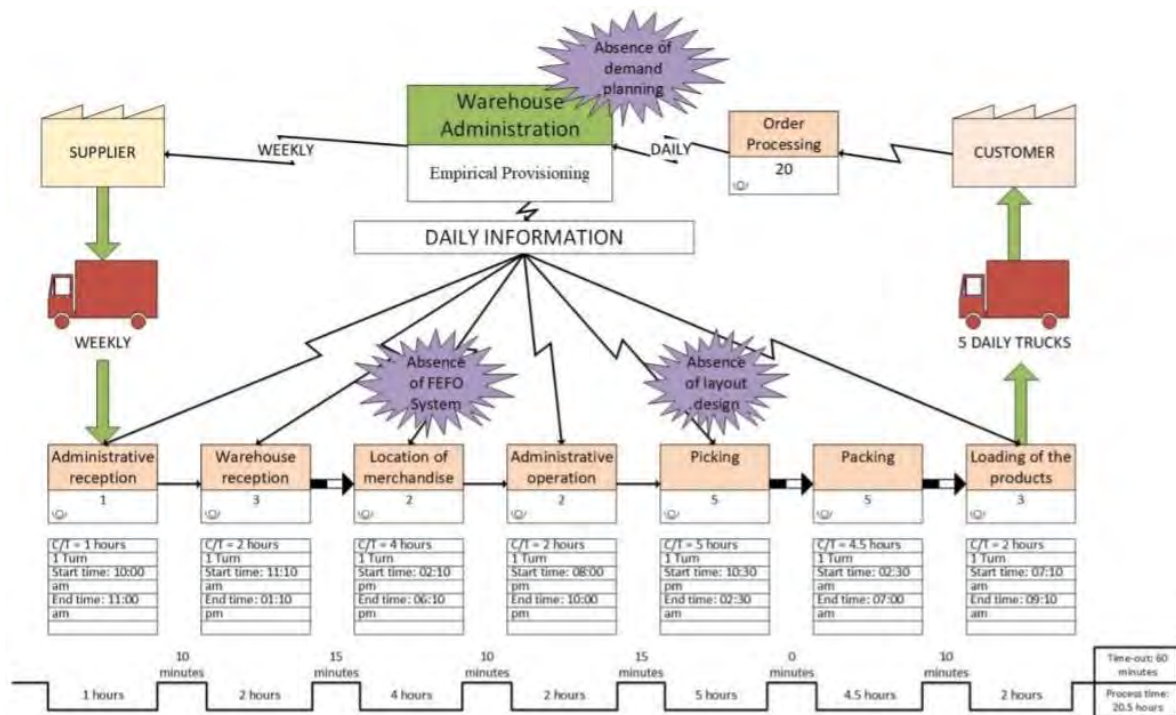 Absence of
demand
planning
Warehouse
Administration
Empirical Provisioning
SUPPLIER
WEEKLY
DAILY
Order
Processing
20
CUSTOMER
DAILY INFORMATION
WEEKLY
5 DAILY TRUCKS
Absence
of FEFO
System
Absence
of layout
design
Administrative
reception
1
Warehouse
reception
3
Location of
merchandise
2
Administrative
operation
2
Picking
5
Packing
5
Loading of the
products
3
C/T = 1 hours
1 Turn
Start time: 10:00
am
End time: 11:00
am
C/T = 2 hours
1 Turn
Start time: 11:10
am
End time: 01:10
pm
C/T = 4 hours
1 Turn
Start time: 02:10
pm
End time: 06:10
pm
C/T = 2 hours
1 Turn
Start time: 08:00
pm
End time: 10:00
pm
C/T = 5 hours
1 Turn
Start time: 10:30
pm
End time: 02:30
am
C/T = 4.5 hours
1 Turn
Start time: 02:30
am
End time: 07:00
am
C/T = 2 hours
1 Turn
Start time: 07:10
am
End time: 09:10
am
10
minutes
15
minutes
10
minutes
15
minutes
0
minutes
10
minutes
Time-out: 60
minutes
1 hours
2 hours
4 hours
2 hours
5 hours
4.5 hours
2 hours
Process time:
20.5 hours